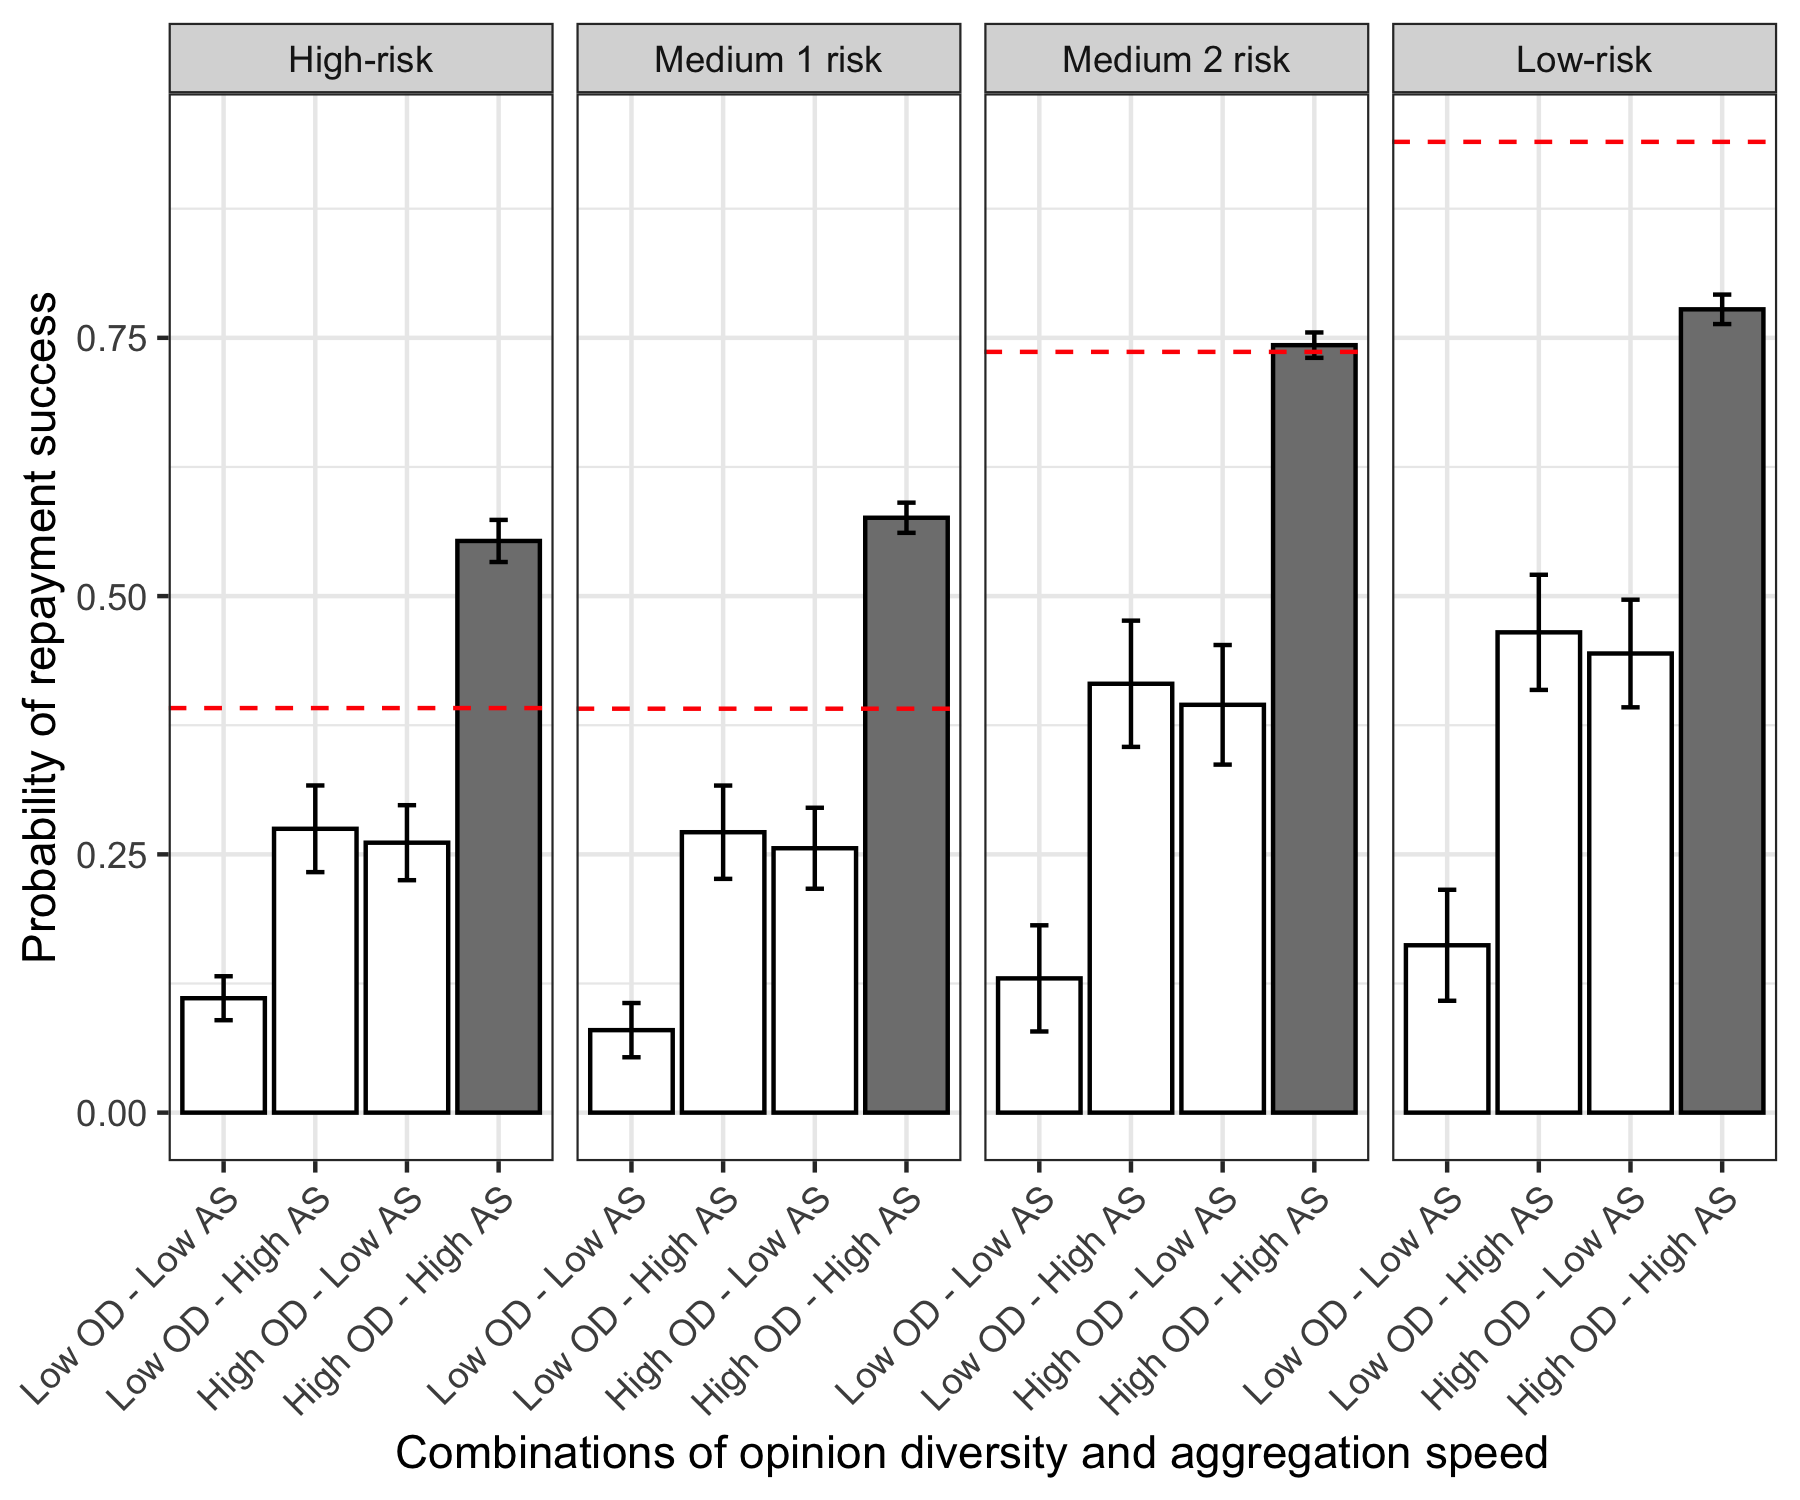 High-risk
Medium 1 risk
Medium 2 risk
Low-risk
Probability of repayment success
0.75
0.50
0.25
0.00
Low OD - Low AS
Low OD - High AS
High OD - Low AS
High OD - High AS
Low OD - Low AS
Low OD - High AS
High OD - Low AS
High OD - High AS
Low OD - Low AS
Low OD - High AS
High OD - Low AS
High OD - High AS
Low OD - Low AS
Low OD - High AS
High OD - Low AS
High OD - High AS
Combinations of opinion diversity and aggregation speed